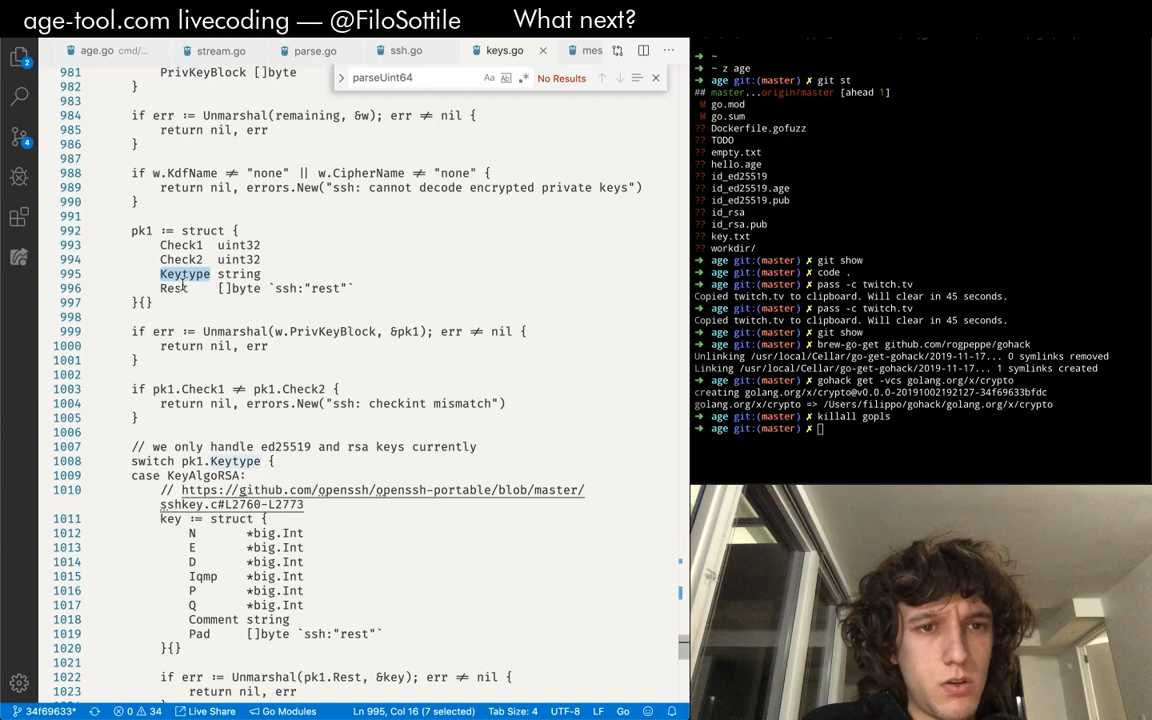 age-tool.com livecoding — @FiloSottile What next?
age.go cmd/... stream.go parse.go ssh.go keys.go mes
parseUint64 Aa Ab| .* No Results
981 PrivKeyBlock []byte
982 }
983
984 if err := Unmarshal(remaining, &w); err ≠ nil {
985 return nil, err
986 }
987
988 if w.KdfName ≠ "none" || w.CipherName ≠ "none" {
989 return nil, errors.New("ssh: cannot decode encrypted private keys")
990 }
991
992 pk1 := struct {
993 Check1 uint32
994 Check2 uint32
995 Keytype string
996 Rest []byte `ssh:"rest"`
997 }{}
998
999 if err := Unmarshal(w.PrivKeyBlock, &pk1); err ≠ nil {
1000 return nil, err
1001 }
1002
1003 if pk1.Check1 ≠ pk1.Check2 {
1004 return nil, errors.New("ssh: checkint mismatch")
1005 }
1006
1007 // we only handle ed25519 and rsa keys currently
1008 switch pk1.Keytype {
1009 case KeyAlgoRSA:
1010 // https://github.com/openssh/openssh-portable/blob/master/
sshkey.c#L2760-L2773
1011 key := struct {
1012 N *big.Int
1013 E *big.Int
1014 D *big.Int
1015 Iqmp *big.Int
1016 P *big.Int
1017 Q *big.Int
1018 Comment string
1019 Pad []byte `ssh:"rest"`
1020 }{}
1021
1022 if err := Unmarshal(pk1.Rest, &key); err ≠ nil {
1023 return nil, err
2
4
34f69633* 0 34 Live Share Go Modules Ln 995, Col 16 (7 selected) Tab Size: 4 UTF-8 LF Go
➜ ~
➜ ~ z age
➜ age git:(master) ✗ git st
## master...origin/master [ahead 1]
M go.mod
M go.sum
?? Dockerfile.gofuzz
?? TODO
?? empty.txt
?? hello.age
?? id_ed25519
?? id_ed25519.age
?? id_ed25519.pub
?? id_rsa
?? id_rsa.pub
?? key.txt
?? workdir/
➜ age git:(master) ✗ git show
➜ age git:(master) ✗ code .
➜ age git:(master) ✗ pass -c twitch.tv
Copied twitch.tv to clipboard. Will clear in 45 seconds.
➜ age git:(master) ✗ pass -c twitch.tv
Copied twitch.tv to clipboard. Will clear in 45 seconds.
➜ age git:(master) ✗ git show
➜ age git:(master) ✗ brew-go-get github.com/rogpeppe/gohack
Unlinking /usr/local/Cellar/go-get-gohack/2019-11-17... 0 symlinks removed
Linking /usr/local/Cellar/go-get-gohack/2019-11-17... 1 symlinks created
➜ age git:(master) ✗ gohack get -vcs golang.org/x/crypto
creating golang.org/x/crypto@v0.0.0-20191002192127-34f69633bfdc
golang.org/x/crypto => /Users/filippo/gohack/golang.org/x/crypto
➜ age git:(master) ✗ killall gopls
➜ age git:(master) ✗